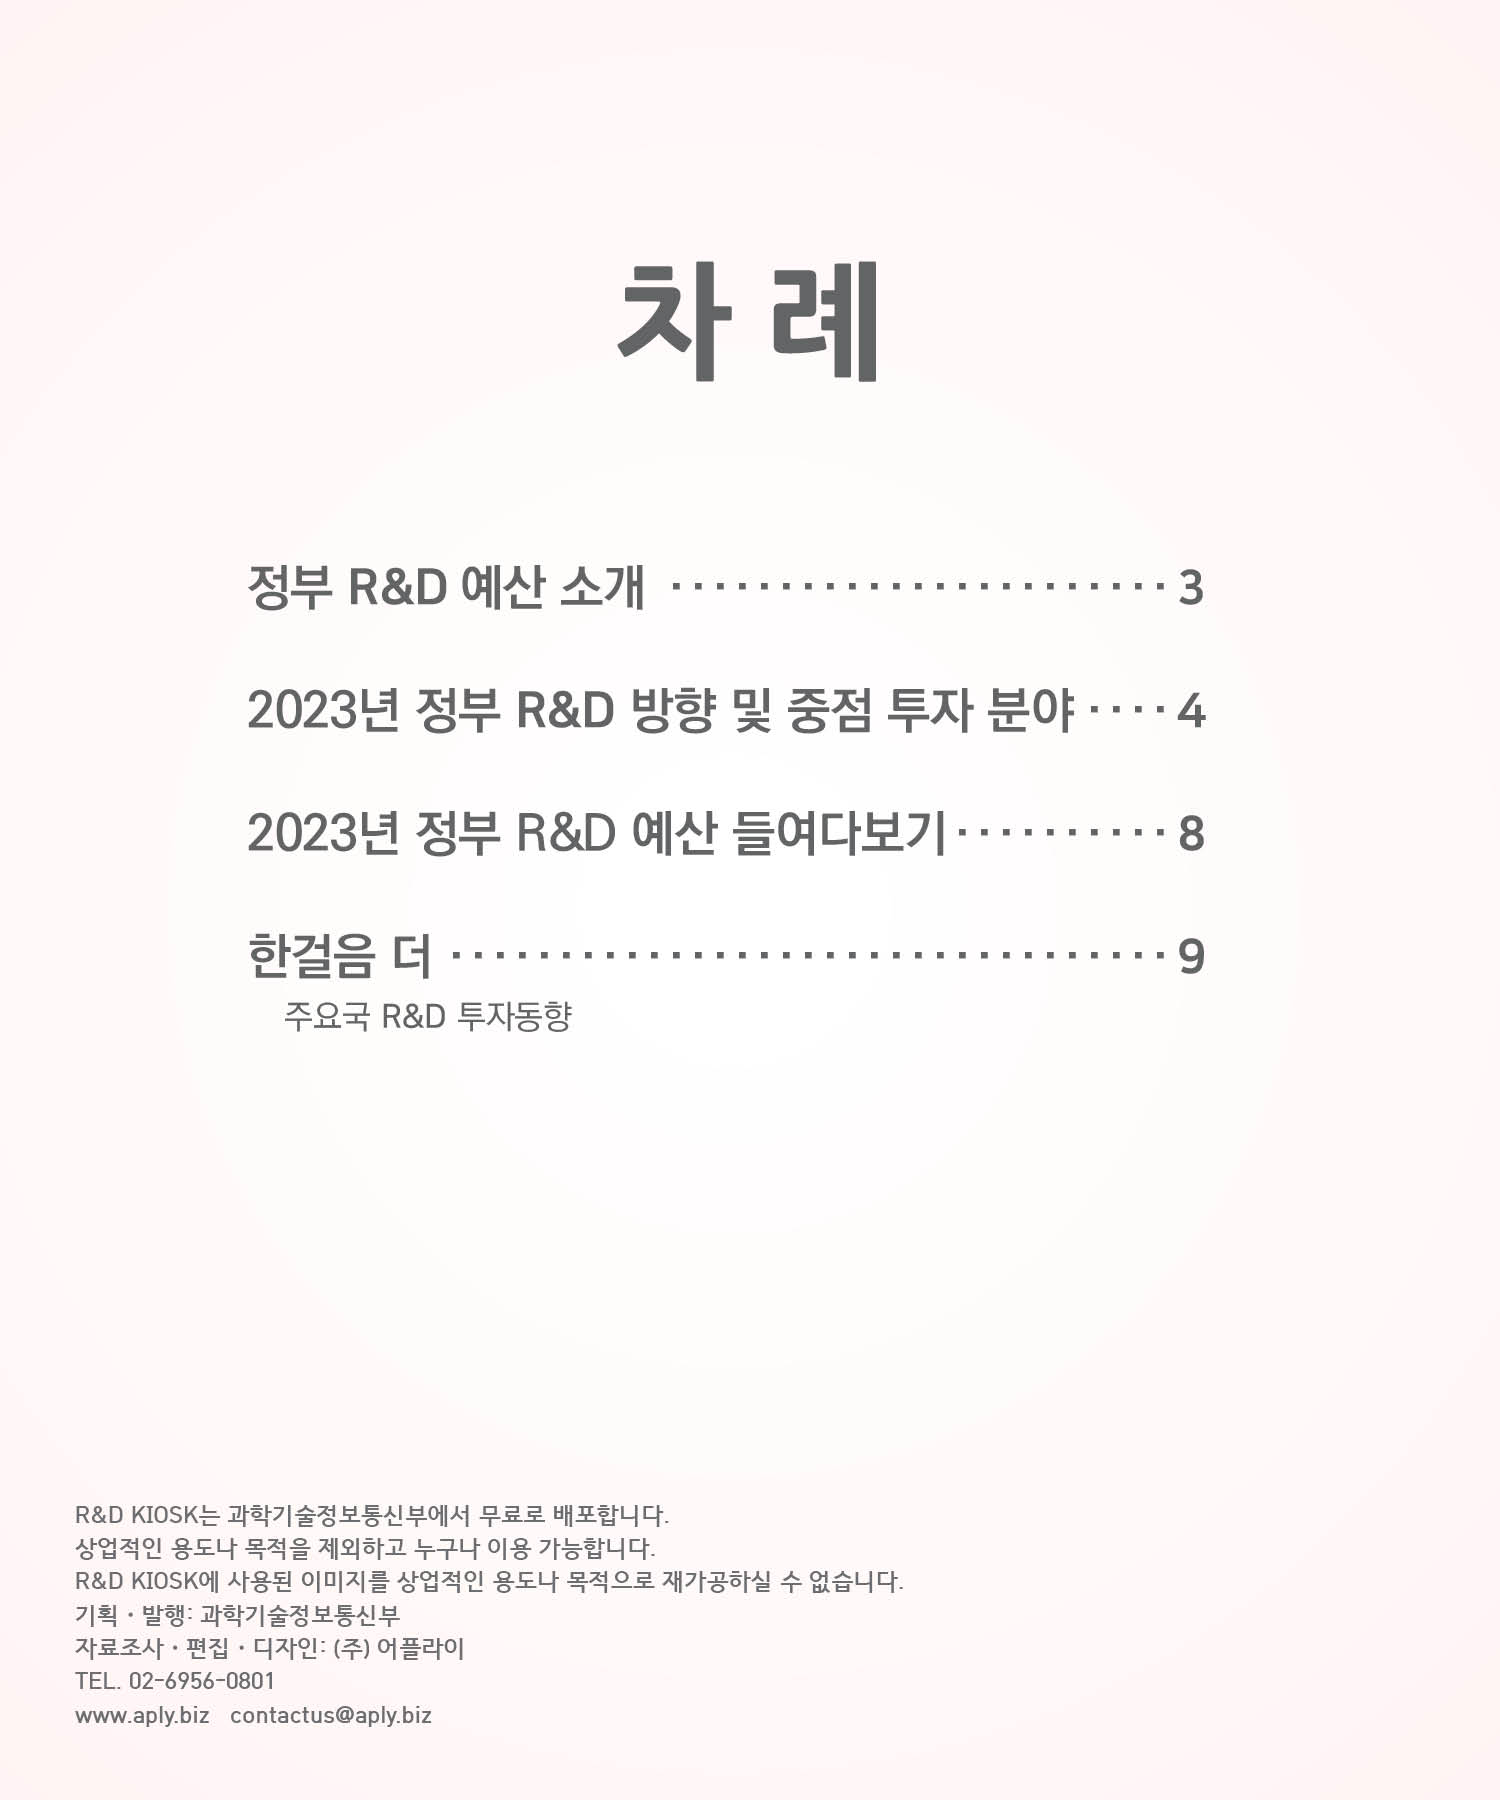 차 례
정부 R&D 예산 소개 ······················· 3
2023년 정부 R&D 방향 및 중점 투자 분야 ···· 4
2023년 정부 R&D 예산 들여다보기 ·········· 8
한걸음 더 ································· 9
주요국 R&D 투자동향
R&D KIOSK는 과학기술정보통신부에서 무료로 배포합니다.
상업적인 용도나 목적을 제외하고 누구나 이용 가능합니다.
R&D KIOSK에 사용된 이미지를 상업적인 용도나 목적으로 재가공하실 수 없습니다.
기획・발행: 과학기술정보통신부
자료조사・편집・디자인: (주) 어플라이
TEL. 02-6956-0801
www.aply.biz contactus@aply.biz